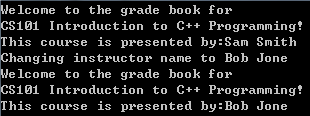 Welcome to the grade book for
CS101 Introduction to C++ Programming!
This course is presented by:Sam Smith
Changing instructor name to Bob Jone
Welcome to the grade book for
CS101 Introduction to C++ Programming!
This course is presented by:Bob Jone